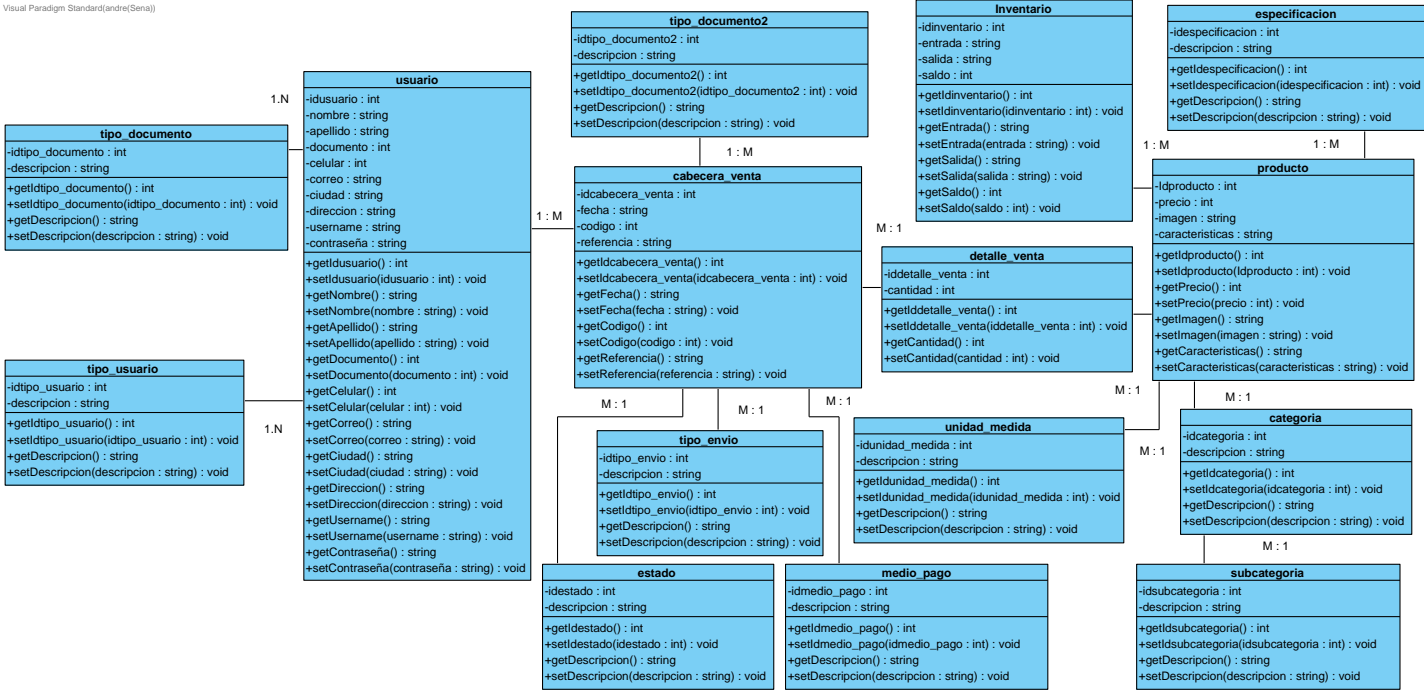 Visual Paradigm Standard(andre(Sena))
tipo_documento
-idtipo_documento : int
-descripcion : string
+getIdtipo_documento() : int
+setIdtipo_documento(idtipo_documento : int) : void
+getDescripcion() : string
+setDescripcion(descripcion : string) : void
1.N
tipo_usuario
-idtipo_usuario : int
-descripcion : string
+getIdtipo_usuario() : int
+setIdtipo_usuario(idtipo_usuario : int) : void
+getDescripcion() : string
+setDescripcion(descripcion : string) : void
1.N
usuario
-idusuario : int
-nombre : string
-apellido : string
-documento : int
-celular : int
-correo : string
-ciudad : string
-direccion : string
-username : string
-contraseña : string
+getIdusuario() : int
+setIdusuario(idusuario : int) : void
+getNombre() : string
+setNombre(nombre : string) : void
+getApellido() : string
+setApellido(apellido : string) : void
+getDocumento() : int
+setDocumento(documento : int) : void
+getCelular() : int
+setCelular(celular : int) : void
+getCorreo() : string
+setCorreo(correo : string) : void
+getCiudad() : string
+setCiudad(ciudad : string) : void
+getDireccion() : string
+setDireccion(direccion : string) : void
+getUsername() : string
+setUsername(username : string) : void
+getContraseña() : string
+setContraseña(contraseña : string) : void
1 : M
tipo_documento2
-idtipo_documento2 : int
-descripcion : string
+getIdtipo_documento2() : int
+setIdtipo_documento2(idtipo_documento2 : int) : void
+getDescripcion() : string
+setDescripcion(descripcion : string) : void
1 : M
cabecera_venta
-idcabecera_venta : int
-fecha : string
-codigo : int
-referencia : string
+getIdcabecera_venta() : int
+setIdcabecera_venta(idcabecera_venta : int) : void
+getFecha() : string
+setFecha(fecha : string) : void
+getCodigo() : int
+setCodigo(codigo : int) : void
+getReferencia() : string
+setReferencia(referencia : string) : void
M : 1
M : 1
M : 1
tipo_envio
-idtipo_envio : int
-descripcion : string
+getIdtipo_envio() : int
+setIdtipo_envio(idtipo_envio : int) : void
+getDescripcion() : string
+setDescripcion(descripcion : string) : void
estado
-idestado : int
-descripcion : string
+getIdestado() : int
+setIdestado(idestado : int) : void
+getDescripcion() : string
+setDescripcion(descripcion : string) : void
medio_pago
-idmedio_pago : int
-descripcion : string
+getIdmedio_pago() : int
+setIdmedio_pago(idmedio_pago : int) : void
+getDescripcion() : string
+setDescripcion(descripcion : string) : void
Inventario
-idinventario : int
-entrada : string
-salida : string
-saldo : int
+getIdinventario() : int
+setIdinventario(idinventario : int) : void
+getEntrada() : string
+setEntrada(entrada : string) : void
+getSalida() : string
+setSalida(salida : string) : void
+getSaldo() : int
+setSaldo(saldo : int) : void
1 : M
M : 1
detalle_venta
-iddetalle_venta : int
-cantidad : int
+getIddetalle_venta() : int
+setIddetalle_venta(iddetalle_venta : int) : void
+getCantidad() : int
+setCantidad(cantidad : int) : void
M : 1
especificacion
-idespecificacion : int
-descripcion : string
+getIdespecificacion() : int
+setIdespecificacion(idespecificacion : int) : void
+getDescripcion() : string
+setDescripcion(descripcion : string) : void
1 : M
producto
-Idproducto : int
-precio : int
-imagen : string
-caracteristicas : string
+getIdproducto() : int
+setIdproducto(Idproducto : int) : void
+getPrecio() : int
+setPrecio(precio : int) : void
+getImagen() : string
+setImagen(imagen : string) : void
+getCaracteristicas() : string
+setCaracteristicas(caracteristicas : string) : void
M : 1
unidad_medida
-idunidad_medida : int
-descripcion : string
+getIdunidad_medida() : int
+setIdunidad_medida(idunidad_medida : int) : void
+getDescripcion() : string
+setDescripcion(descripcion : string) : void
M : 1
categoria
-idcategoria : int
-descripcion : string
+getIdcategoria() : int
+setIdcategoria(idcategoria : int) : void
+getDescripcion() : string
+setDescripcion(descripcion : string) : void
M : 1
subcategoria
-idsubcategoria : int
-descripcion : string
+getIdsubcategoria() : int
+setIdsubcategoria(idsubcategoria : int) : void
+getDescripcion() : string
+setDescripcion(descripcion : string) : void